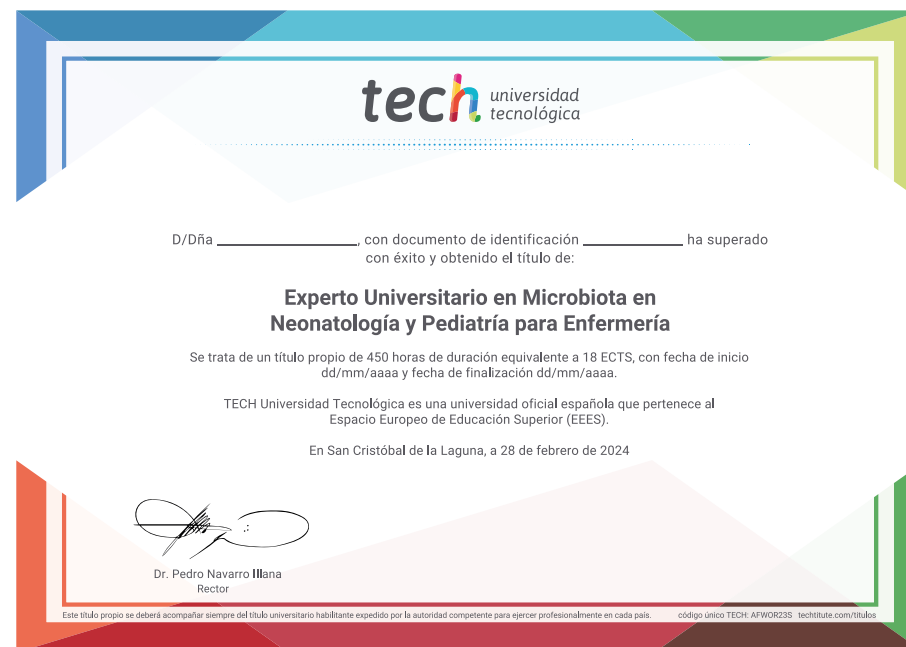 tech universidad
tecnológica
D/Dña ______________, con documento de identificación __________ ha superado
con éxito y obtenido el título de:
Experto Universitario en Microbiota en
Neonatología y Pediatría para Enfermería
Se trata de un título propio de 450 horas de duración equivalente a 18 ECTS, con fecha de inicio
dd/mm/aaaa y fecha de finalización dd/mm/aaaa.
TECH Universidad Tecnológica es una universidad oficial española que pertenece al
Espacio Europeo de Educación Superior (EEES).
En San Cristóbal de la Laguna, a 28 de febrero de 2024
Dr. Pedro Navarro Illana
Rector
Este título propio se deberá acompañar siempre del título universitario habilitante expedido por la autoridad competente para ejercer profesionalmente en cada país. código único TECH: AFWOR23S techtitute.com/titulos